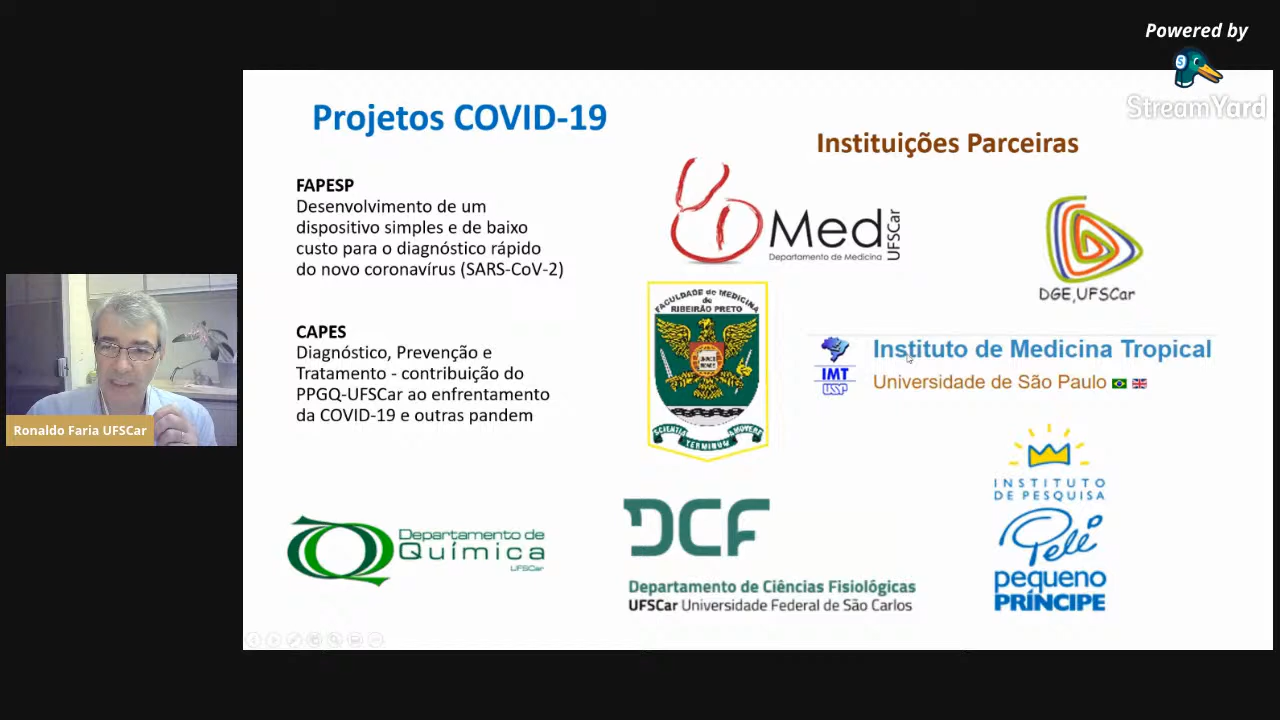 Powered by
StreamYard
Projetos COVID-19
Instituições Parceiras
FAPESP
Desenvolvimento de um
dispositivo simples e de baixo
custo para o diagnóstico rápido
do novo coronavírus (SARS-CoV-2)
CAPES
Diagnóstico, Prevenção e
Tratamento - contribuição do
PPGQ-UFSCar ao enfrentamento
da COVID-19 e outras pandem
Med
UFSCar
Departamento de Medicina
DGE,UFSCar
FACULDADE de MEDICINA
de
RIBEIRÃO PRETO
SCIENTIA
TERMINUM
MOVERE
IMT
USP
Instituto de Medicina Tropical
Universidade de São Paulo
INSTITUTO
DE PESQUISA
Pelé
pequeno
PRÍNCIPE
Departamento de
Química
UFSCar
DCF
Departamento de Ciências Fisiológicas
UFSCar Universidade Federal de São Carlos
Ronaldo Faria UFSCar